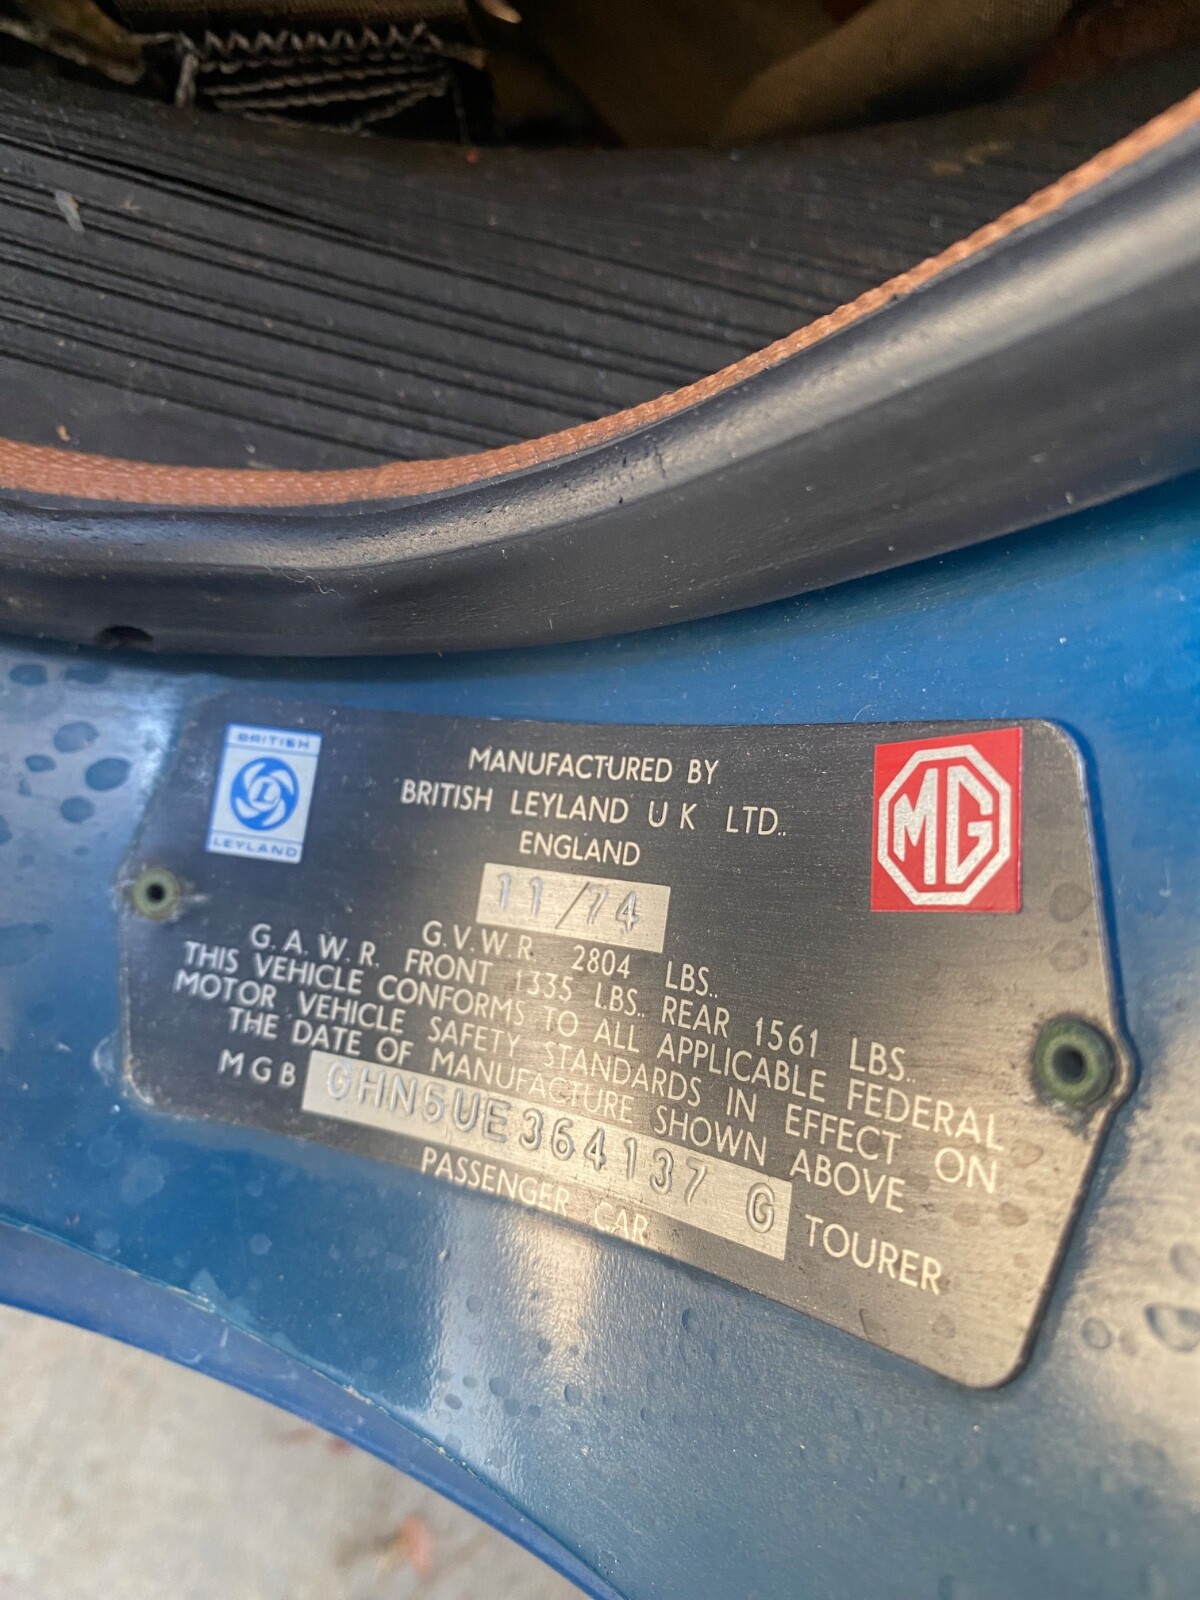 BRITISH
LEYLAND
MG
MANUFACTURED BY
BRITISH LEYLAND U K LTD..
ENGLAND
11/74
G.V.W.R. 2804 LBS..
G.A.W.R. FRONT 1335 LBS.. REAR 1561 LBS..
THIS VEHICLE CONFORMS TO ALL APPLICABLE FEDERAL
MOTOR VEHICLE SAFETY STANDARDS IN EFFECT ON
THE DATE OF MANUFACTURE SHOWN ABOVE
MGB GHN5UE364137 G TOURER
PASSENGER CAR